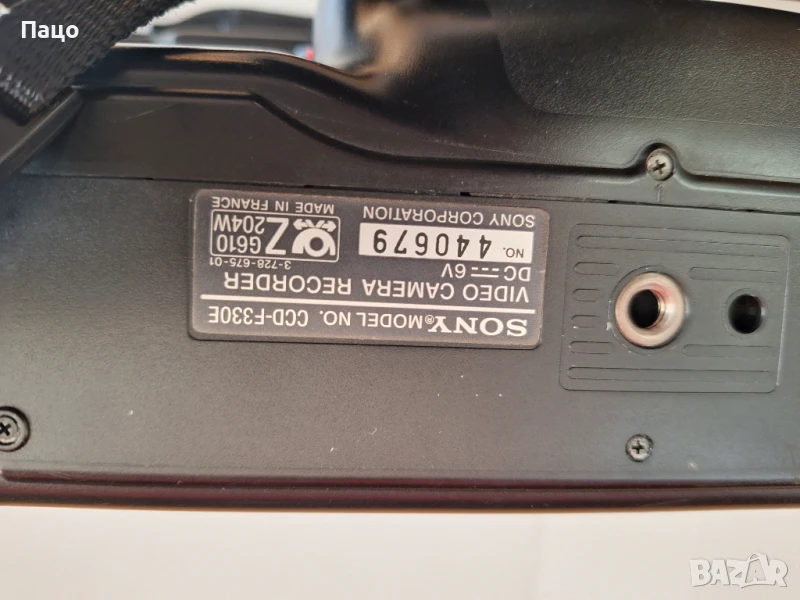 Пацо
SONY® MODEL NO. CCD-F330E
VIDEO CAMERA RECORDER
DC ⎓ 6V
3-728-675-01
NO. 440679
G610
Z 204W
SONY CORPORATION
MADE IN FRANCE
BAZAR